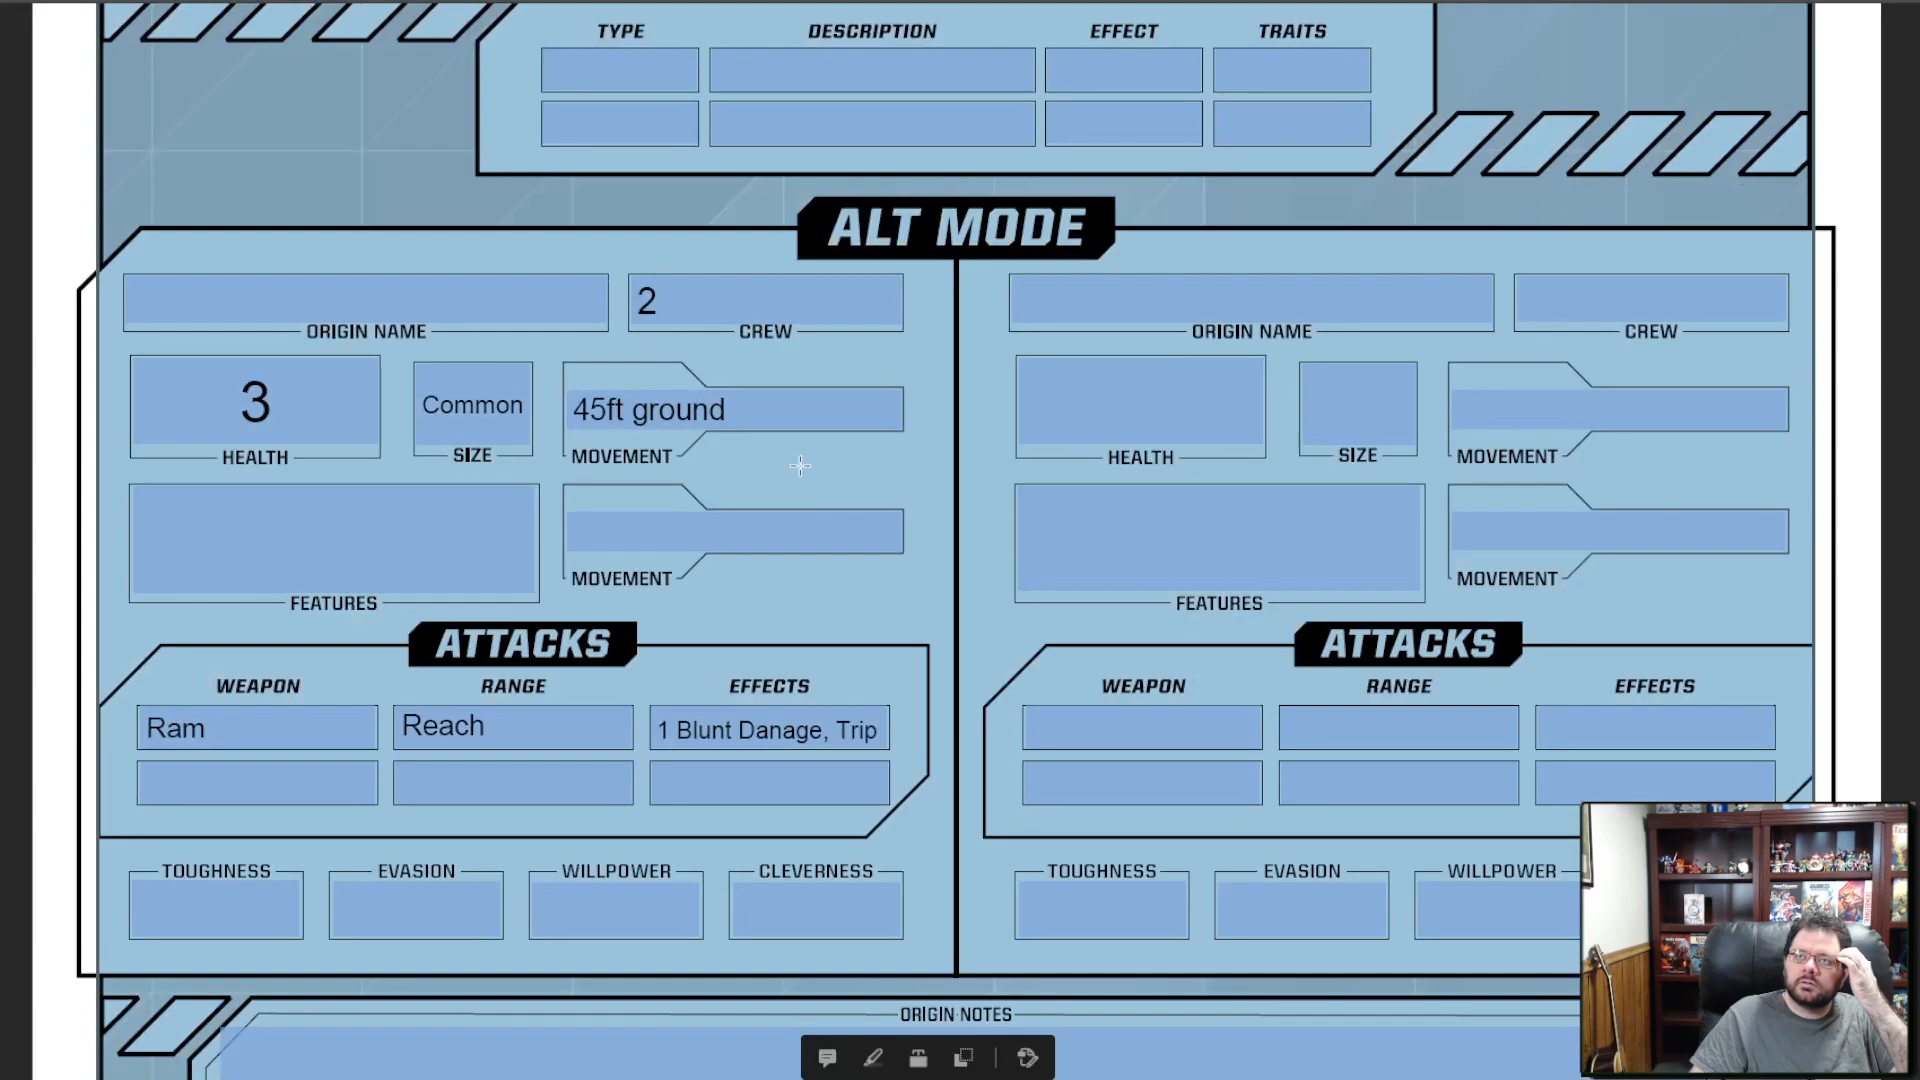 TYPE DESCRIPTION EFFECT TRAITS
ALT MODE
2
ORIGIN NAME CREW ORIGIN NAME CREW
3 Common 45ft ground
HEALTH SIZE MOVEMENT HEALTH SIZE MOVEMENT
MOVEMENT MOVEMENT
FEATURES FEATURES
ATTACKS ATTACKS
WEAPON RANGE EFFECTS WEAPON RANGE EFFECTS
Ram Reach 1 Blunt Danage, Trip
TOUGHNESS EVASION WILLPOWER CLEVERNESS TOUGHNESS EVASION WILLPOWER
ORIGIN NOTES